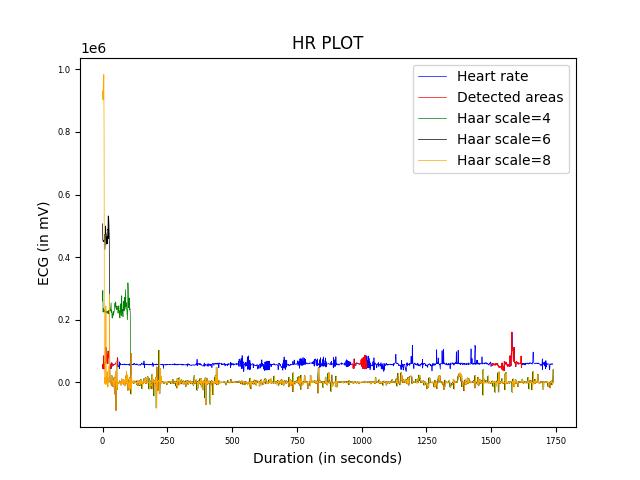 HR PLOT
1e6
1.0
0.8
0.6
0.4
0.2
0.0
ECG (in mV)
Heart rate
Detected areas
Haar scale=4
Haar scale=6
Haar scale=8
0 250 500 750 1000 1250 1500 1750
Duration (in seconds)